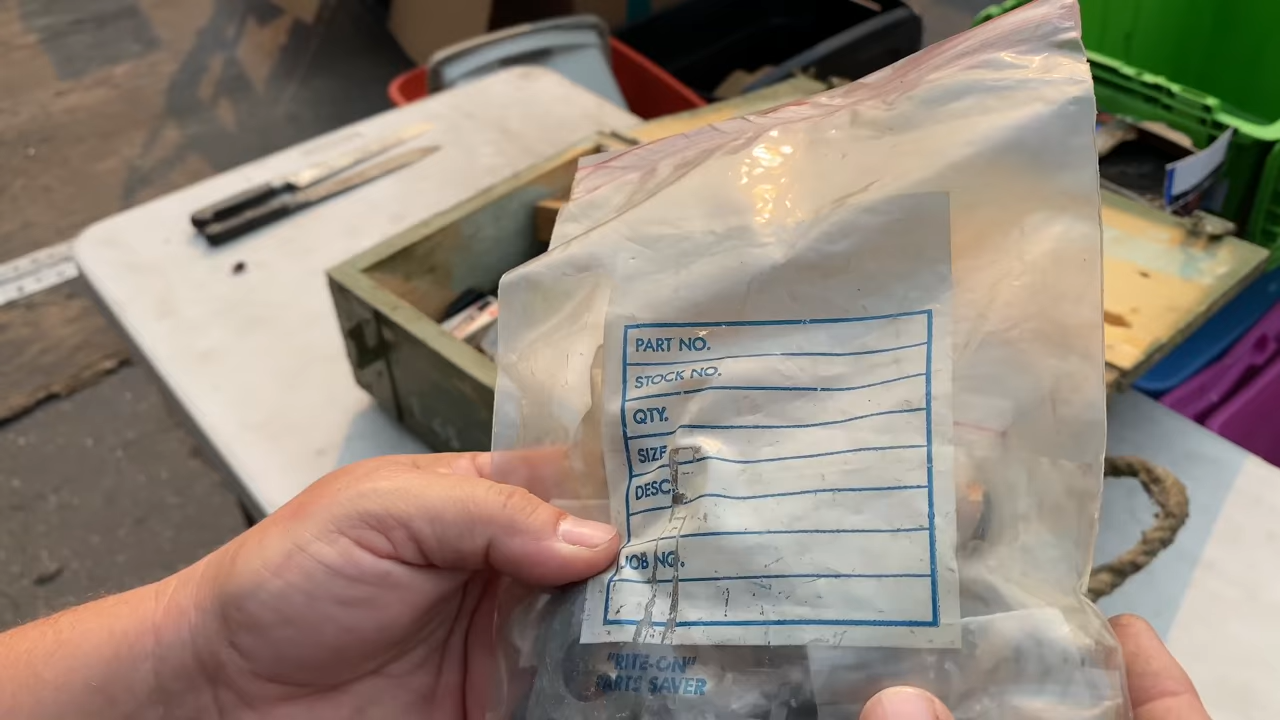 PART NO.
STOCK NO.
QTY.
SIZE
DESC
JOB NO.
"RITE-ON"
PARTS SAVER